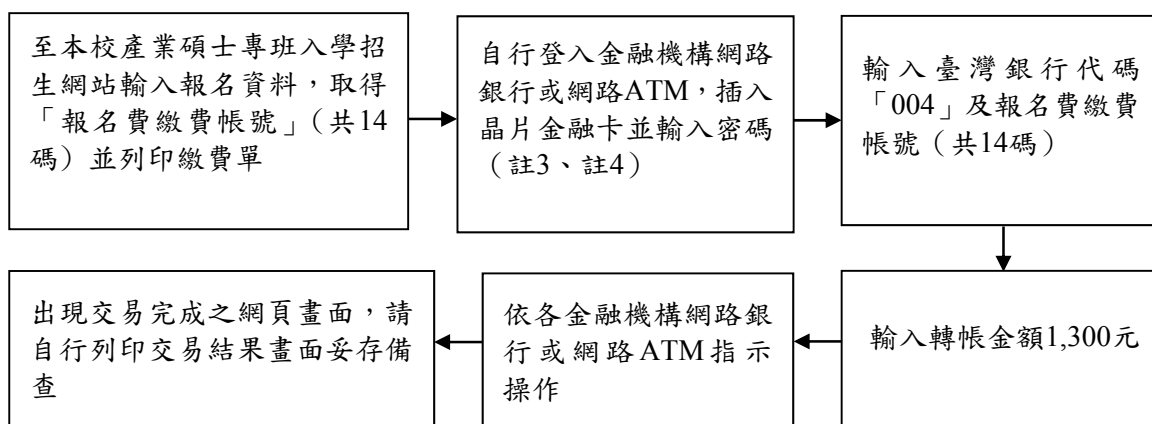 至本校產業碩士專班入學招
生網站輸入報名資料，取得
「報名費繳費帳號」（共14
碼）並列印繳費單
自行登入金融機構網路
銀行或網路ATM，插入
晶片金融卡並輸入密碼
（註3、註4）
輸入臺灣銀行代碼
「004」及報名費繳費
帳號（共14碼）
輸入轉帳金額1,300元
依各金融機構網路銀
行或網路ATM指示
操作
出現交易完成之網頁畫面，請
自行列印交易結果畫面妥存備
查